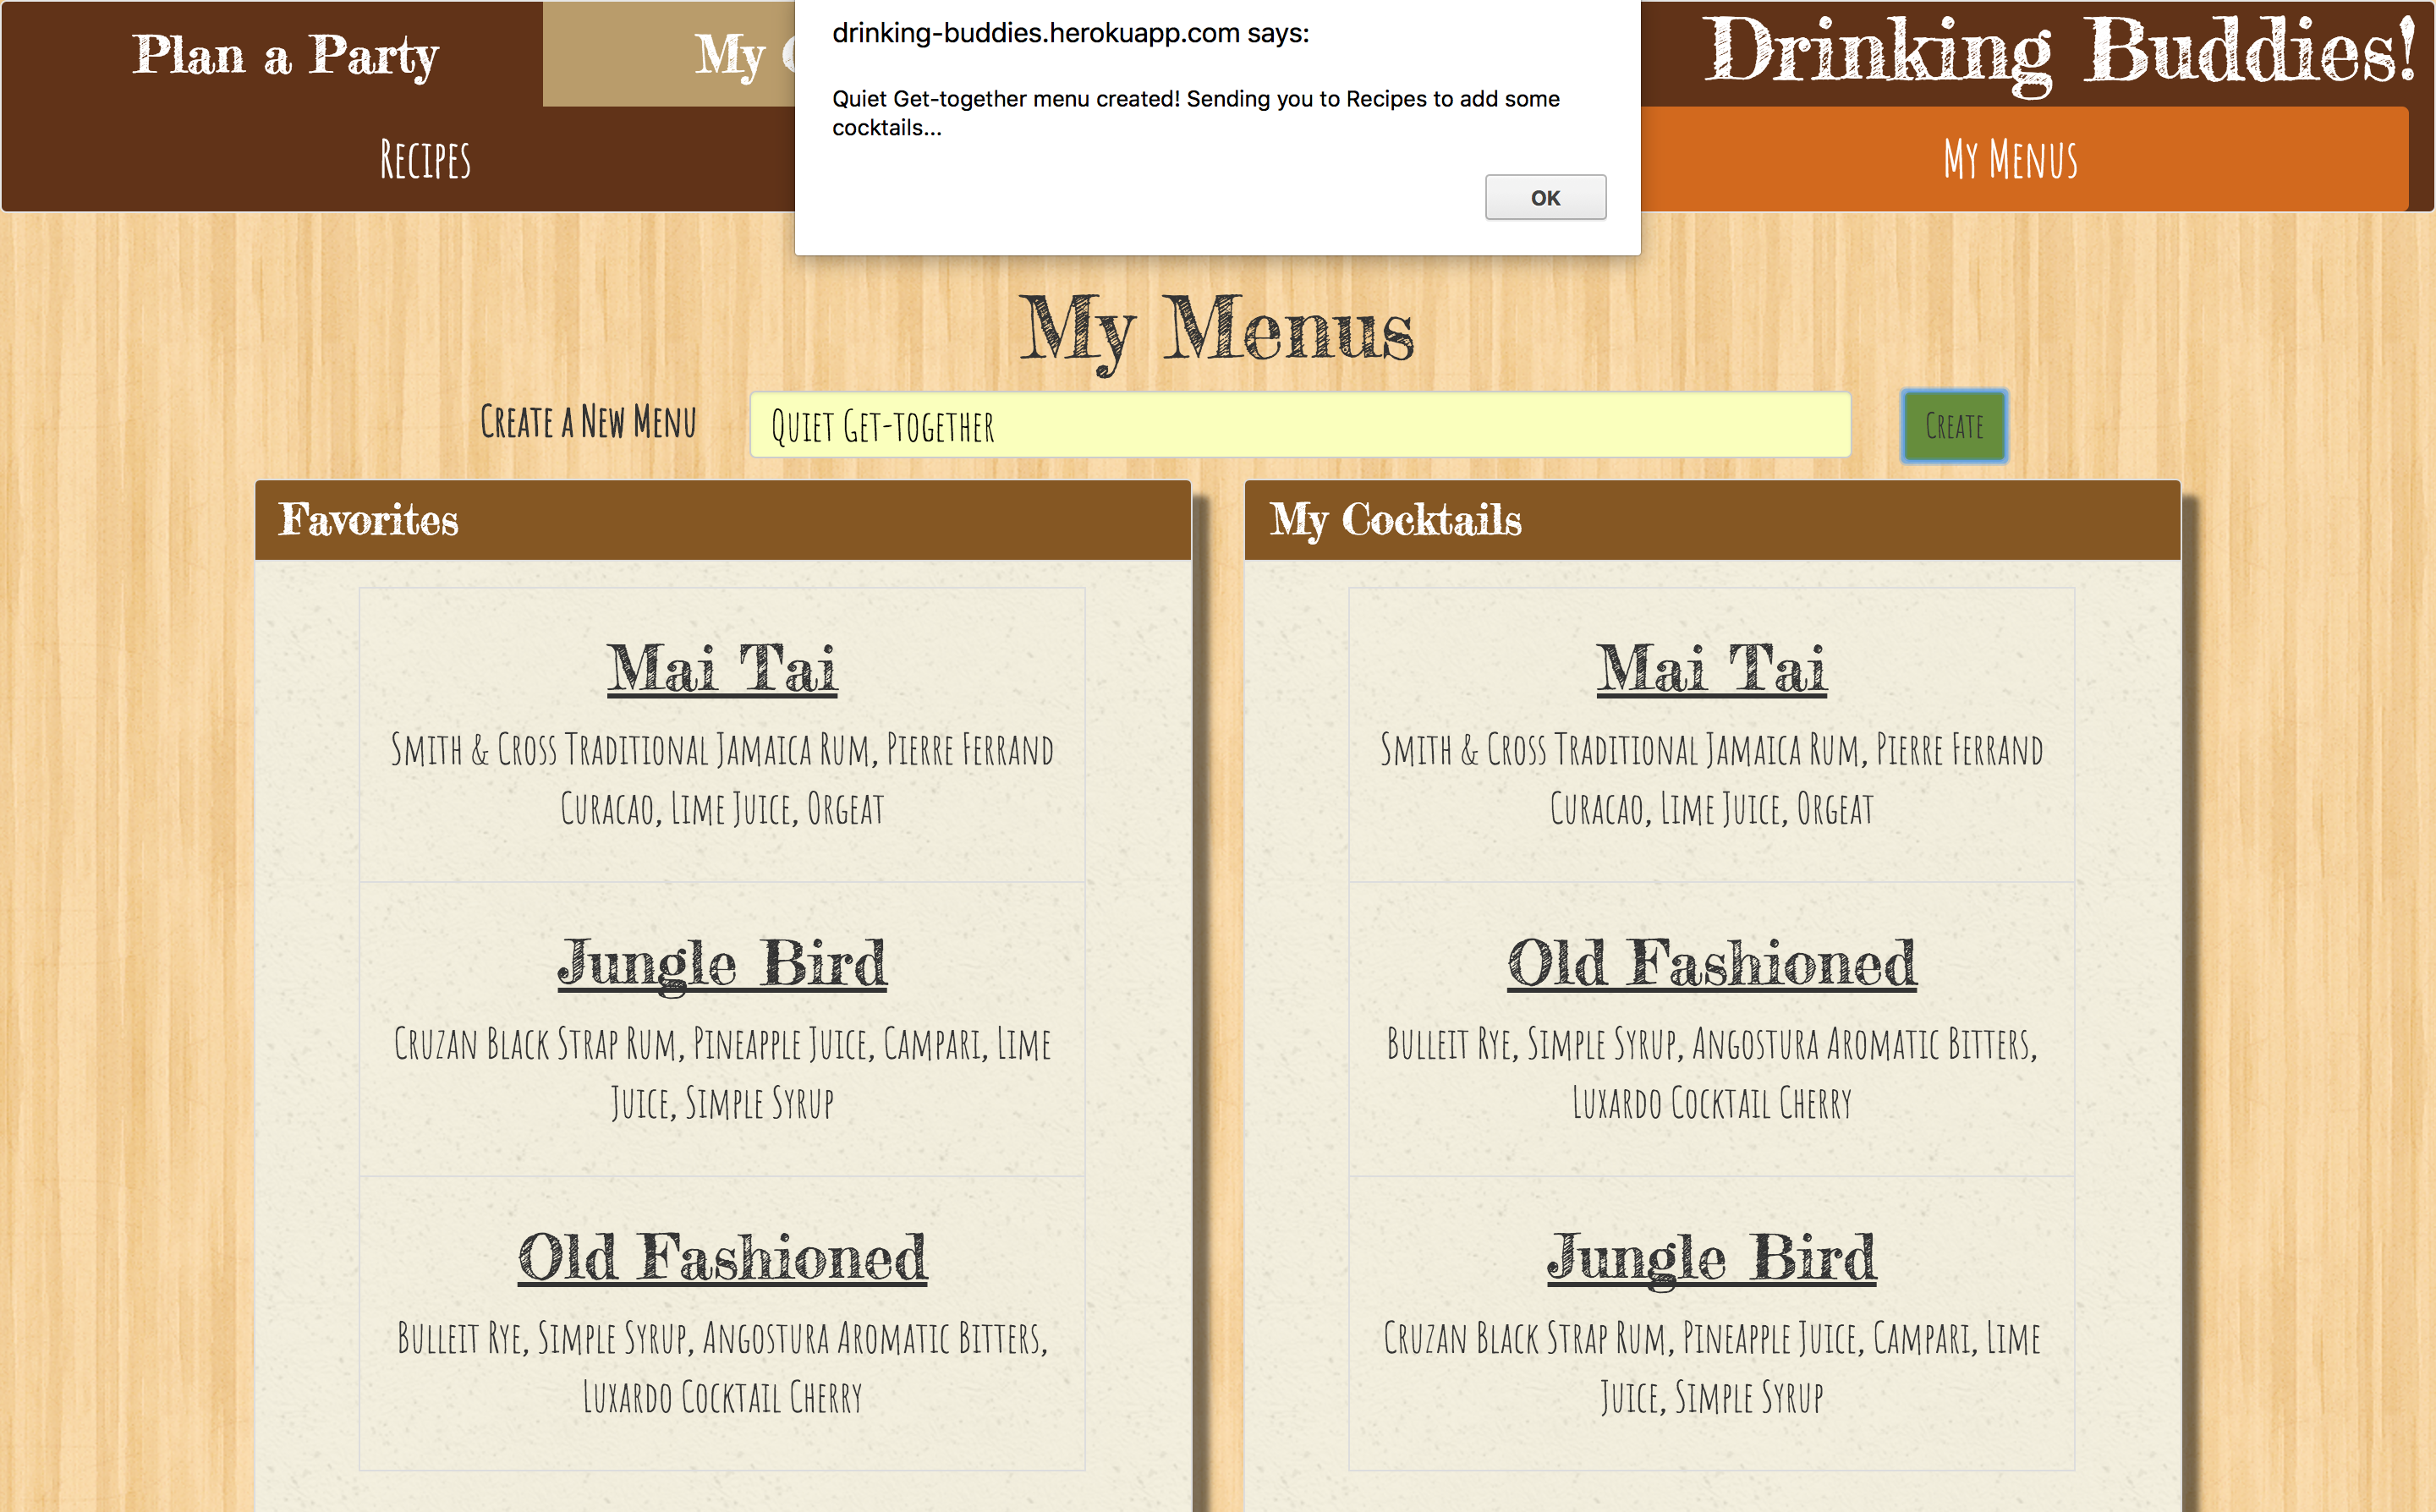 Plan a Party
My
Drinking Buddies!
drinking-buddies.herokuapp.com says:
Quiet Get-together menu created! Sending you to Recipes to add some
cocktails...
OK
Recipes
My Menus
My Menus
Create a New Menu
Quiet Get-together
Create
Favorites
Mai Tai
Smith & Cross Traditional Jamaica Rum, Pierre Ferrand
Curacao, Lime Juice, Orgeat
Jungle Bird
Cruzan Black Strap Rum, Pineapple Juice, Campari, Lime
Juice, Simple Syrup
Old Fashioned
Bulleit Rye, Simple Syrup, Angostura Aromatic Bitters,
Luxardo Cocktail Cherry
My Cocktails
Mai Tai
Smith & Cross Traditional Jamaica Rum, Pierre Ferrand
Curacao, Lime Juice, Orgeat
Old Fashioned
Bulleit Rye, Simple Syrup, Angostura Aromatic Bitters,
Luxardo Cocktail Cherry
Jungle Bird
Cruzan Black Strap Rum, Pineapple Juice, Campari, Lime
Juice, Simple Syrup